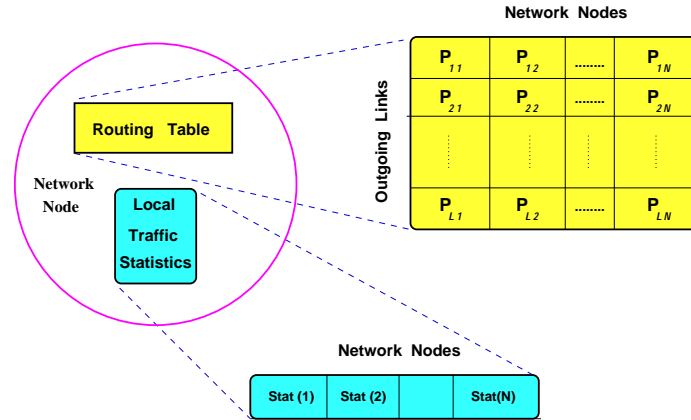 Network Nodes
P11 P12 ........ P1N
P21 P22 ........ P2N
Outgoing Links
PL1 PL2 ........ PLN
Routing Table
Network
Node
Local
Traffic
Statistics
Network Nodes
Stat (1) Stat (2) Stat(N)